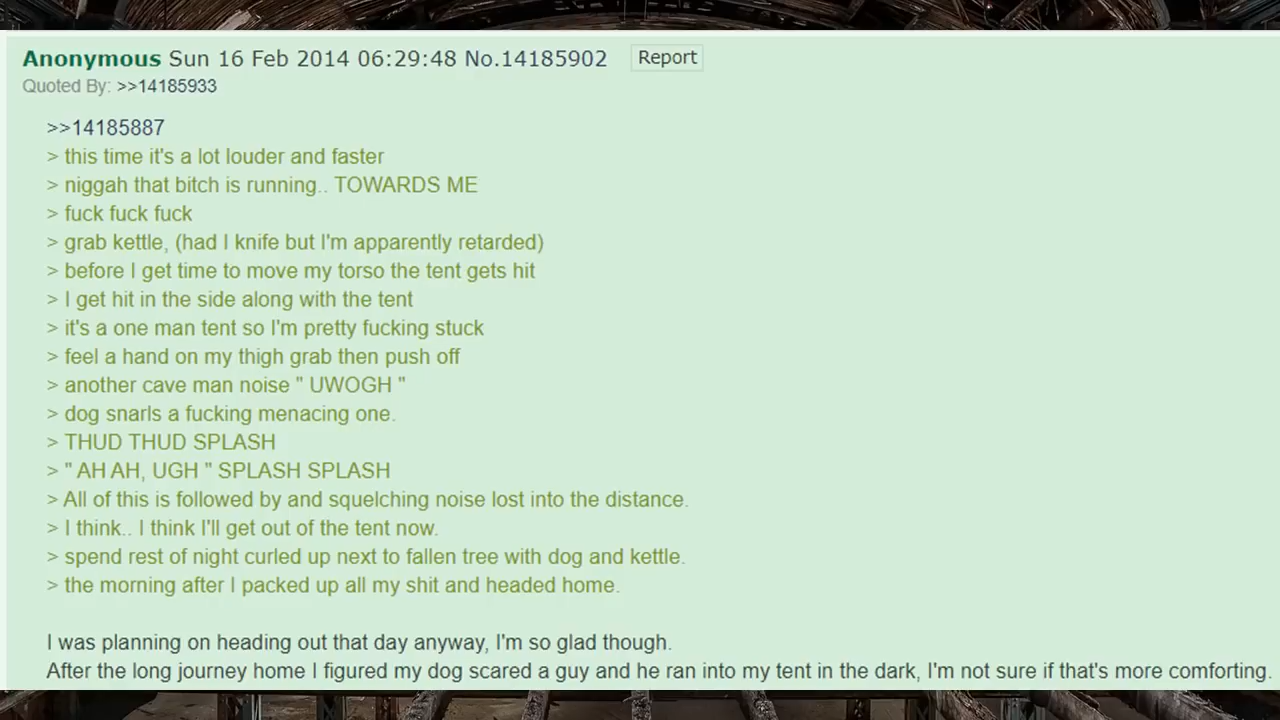 Anonymous Sun 16 Feb 2014 06:29:48 No.14185902 Report
Quoted By: >>14185933
>>14185887
> this time it's a lot louder and faster
> niggah that bitch is running.. TOWARDS ME
> fuck fuck fuck
> grab kettle, (had I knife but I'm apparently retarded)
> before I get time to move my torso the tent gets hit
> I get hit in the side along with the tent
> it's a one man tent so I'm pretty fucking stuck
> feel a hand on my thigh grab then push off
> another cave man noise " UWOGH "
> dog snarls a fucking menacing one.
> THUD THUD SPLASH
> " AH AH, UGH " SPLASH SPLASH
> All of this is followed by and squelching noise lost into the distance.
> I think.. I think I'll get out of the tent now.
> spend rest of night curled up next to fallen tree with dog and kettle.
> the morning after I packed up all my shit and headed home.
I was planning on heading out that day anyway, I'm so glad though.
After the long journey home I figured my dog scared a guy and he ran into my tent in the dark, I'm not sure if that's more comforting.